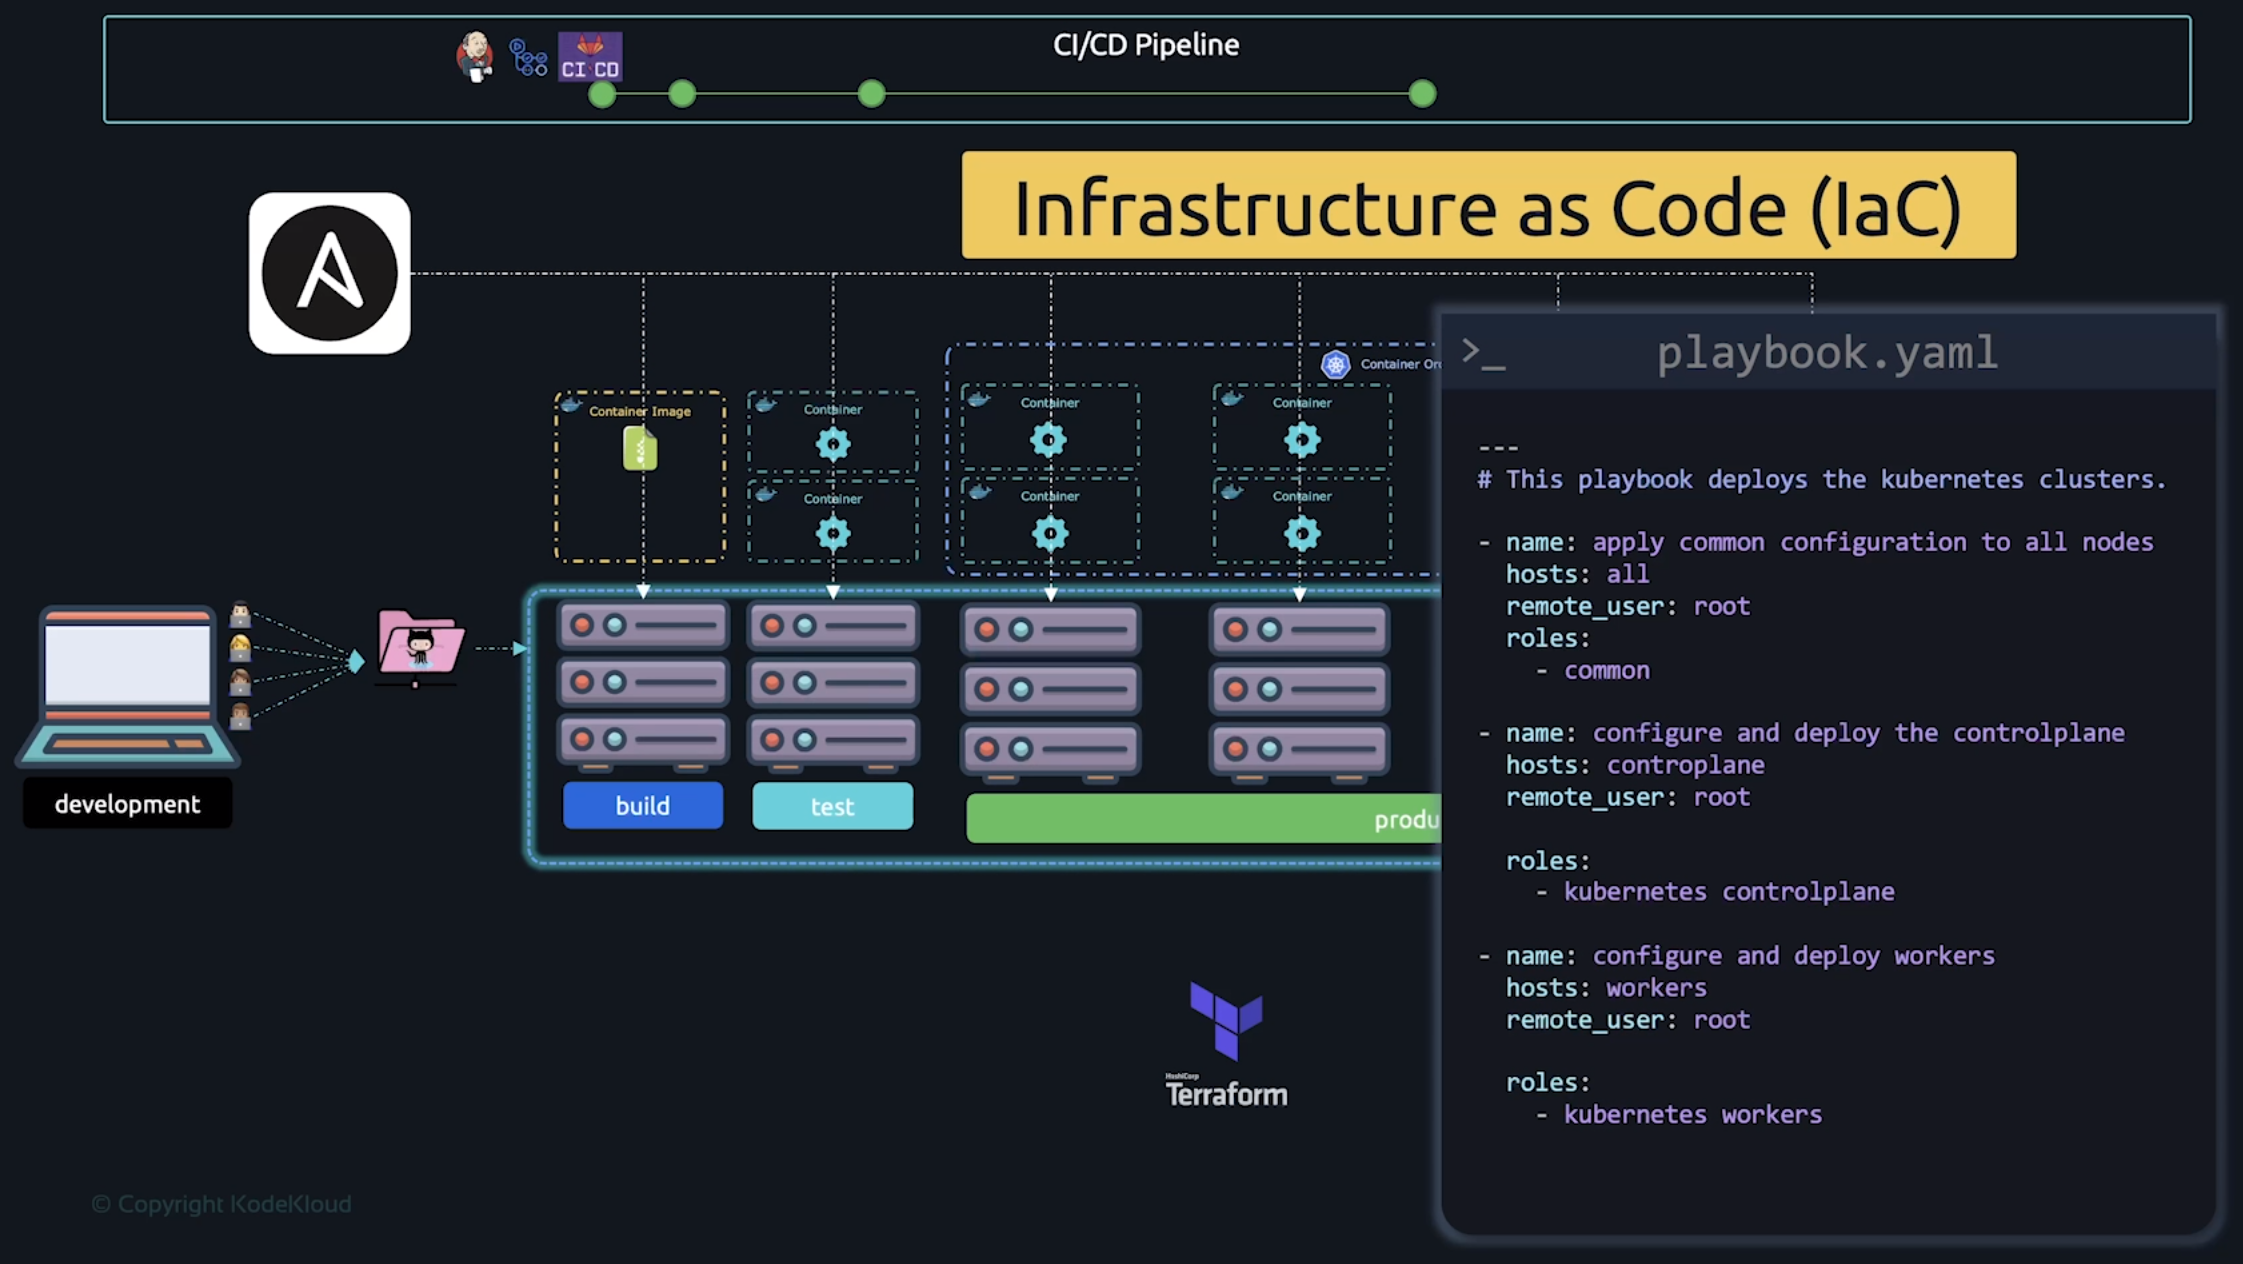 CI/CD Pipeline
CI CD
Infrastructure as Code (IaC)
>_ playbook.yaml
Container Image
Container
Container
Container
Container
Container
Container
Container Orc
---
# This playbook deploys the kubernetes clusters.
- name: apply common configuration to all nodes
hosts: all
remote_user: root
roles:
- common
- name: configure and deploy the controlplane
hosts: controplane
remote_user: root
roles:
- kubernetes controlplane
- name: configure and deploy workers
hosts: workers
remote_user: root
roles:
- kubernetes workers
development
build
test
produ
HashiCorp
Terraform
© Copyright KodeKloud